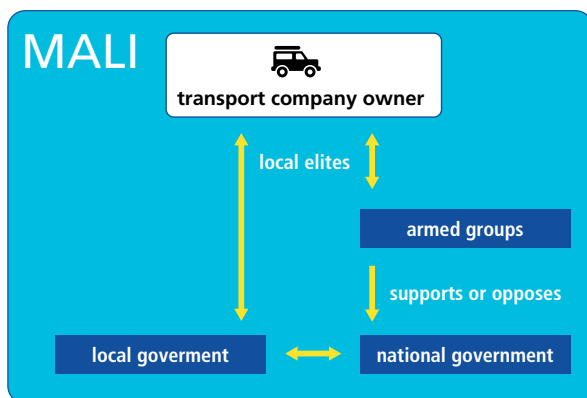 MALI
transport company owner
local elites
armed groups
supports or opposes
local goverment
national government